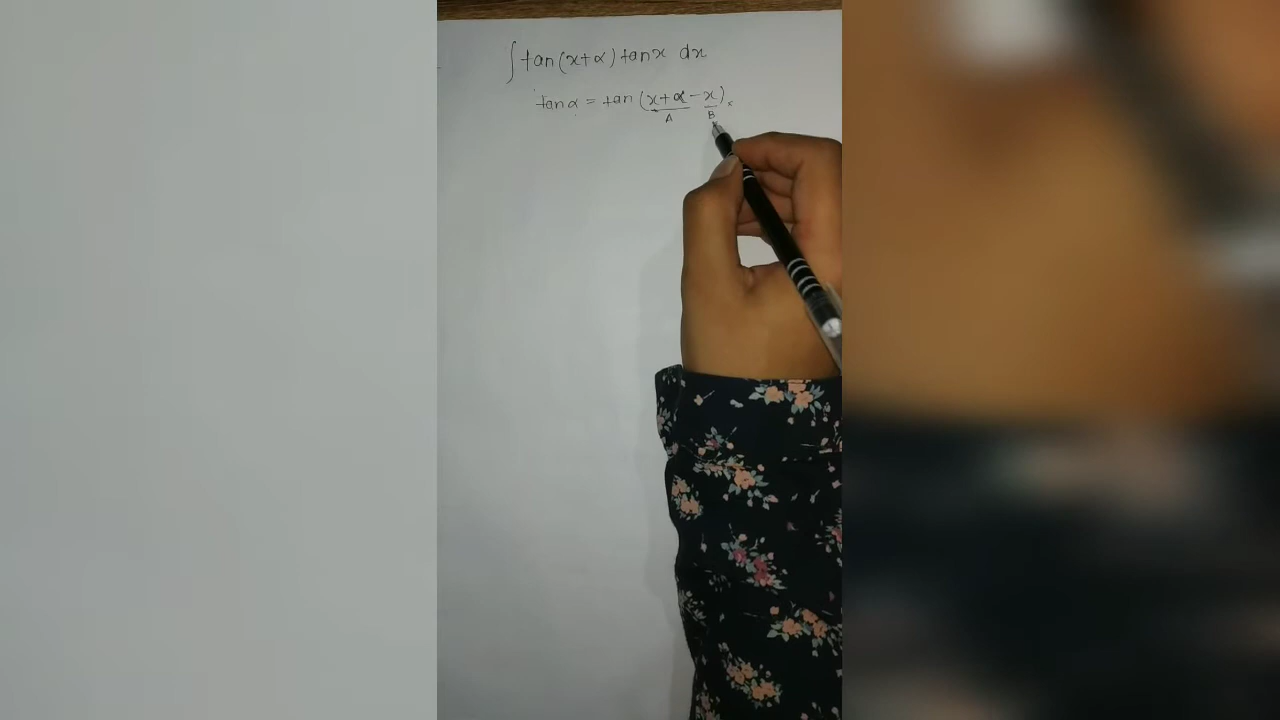 ∫ tan(x+α) tanx dx
tanα = tan (x+α - x)
A B